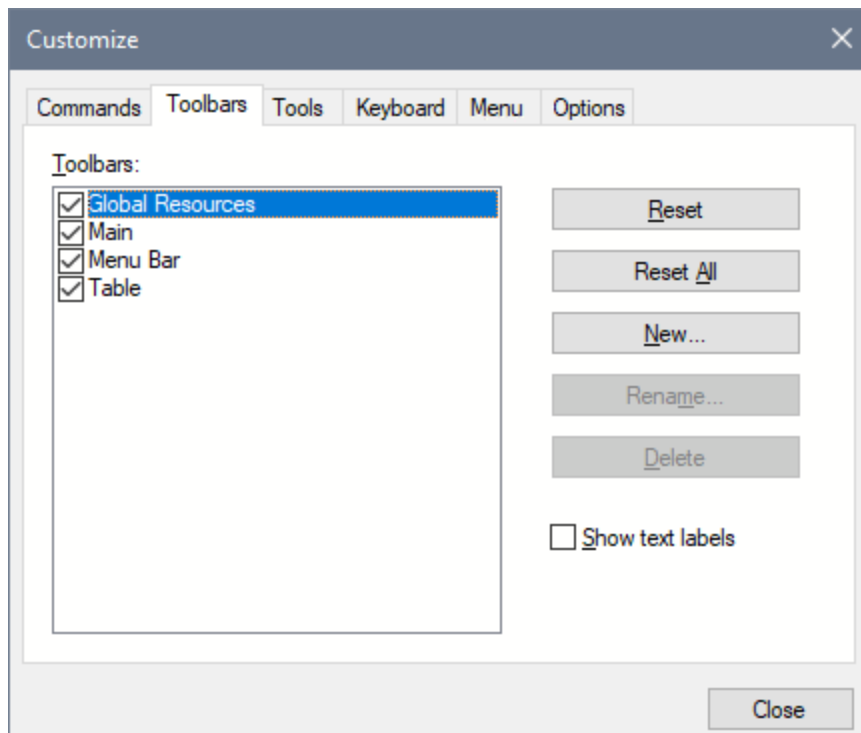 Customize
Commands Toolbars Tools Keyboard Menu Options
Toolbars:
Global Resources
Main
Menu Bar
Table
Reset
Reset All
New...
Rename...
Delete
Show text labels
Close